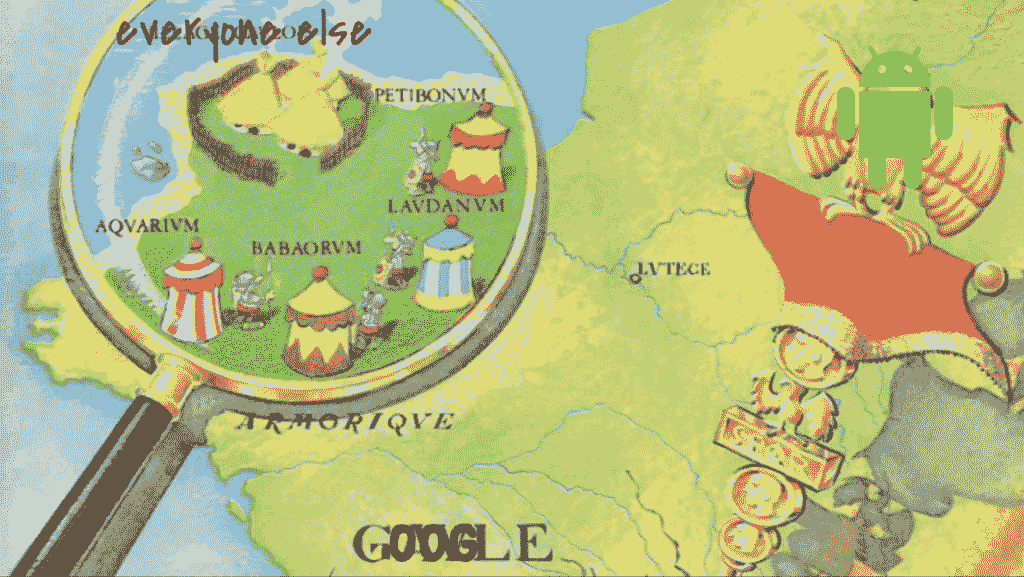 everyone else
PETIBONVM
LAVDANVM
AQVARIVM
BABAORVM
LVTECE
ARMORIQVE
GOOGLE